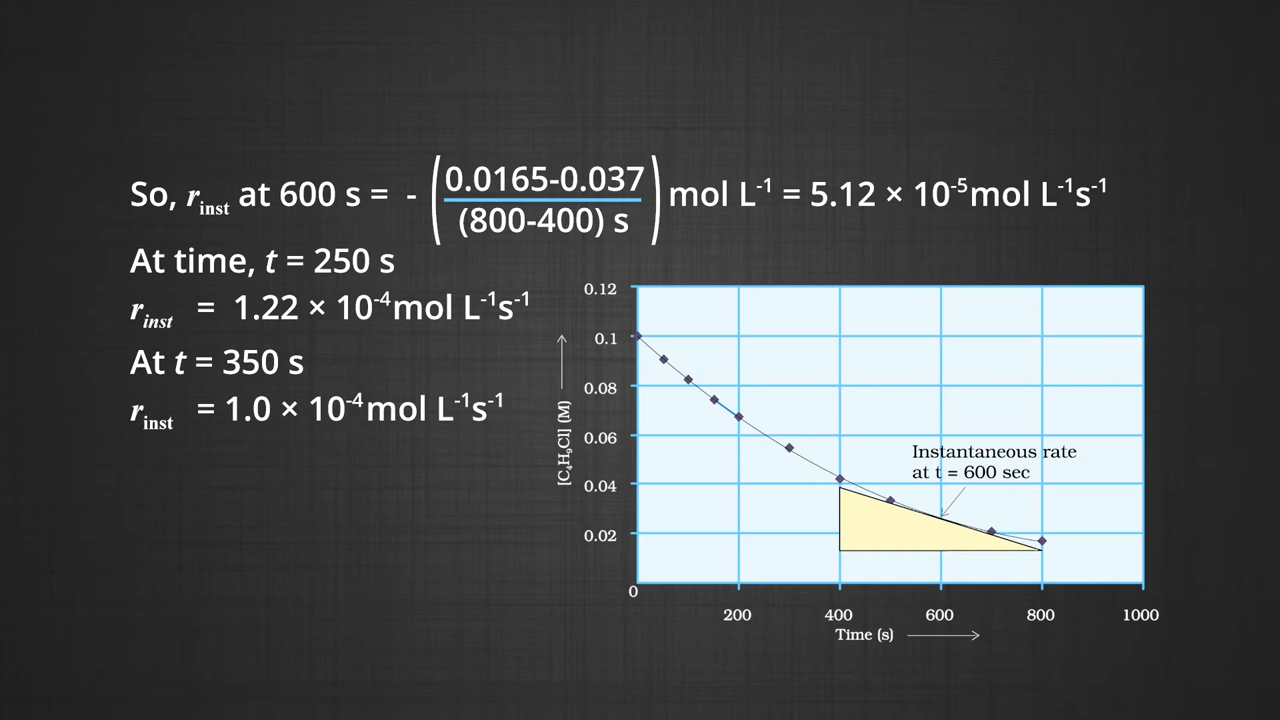 So, r_inst at 600 s = - (0.0165-0.037 / (800-400) s) mol L⁻¹ = 5.12 × 10⁻⁵mol L⁻¹s⁻¹
At time, t = 250 s
r_inst = 1.22 × 10⁻⁴mol L⁻¹s⁻¹
At t = 350 s
r_inst = 1.0 × 10⁻⁴mol L⁻¹s⁻¹
0.12
0.1
0.08
0.06
0.04
0.02
0
[C₄H₉Cl] (M)
Instantaneous rate
at t = 600 sec
200 400 600 800 1000
Time (s)